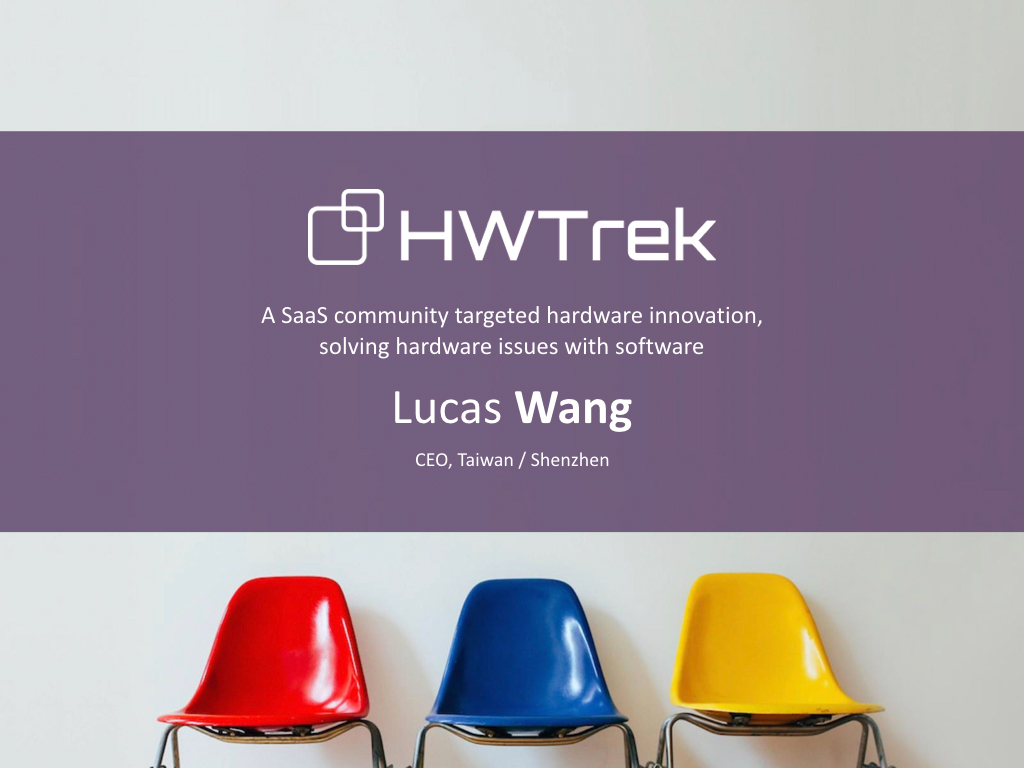 HWTrek
A SaaS community targeted hardware innovation,
solving hardware issues with software
Lucas Wang
CEO, Taiwan / Shenzhen